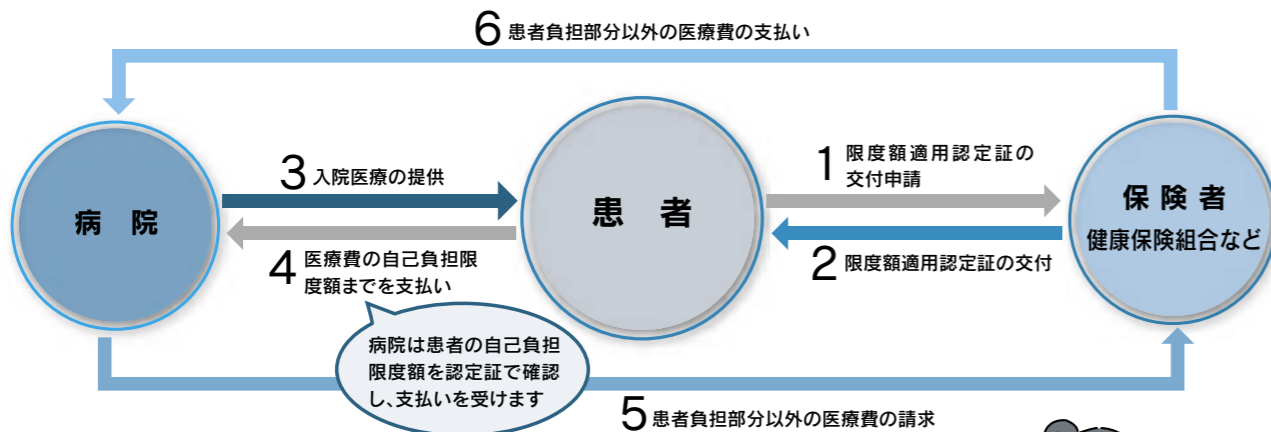 6 患者負担部分以外の医療費の支払い
病 院
3 入院医療の提供
4 医療費の自己負担限
度額までを支払い
病院は患者の自己負担
限度額を認定証で確認
し、支払いを受けます
患 者
1 限度額適用認定証の
交付申請
2 限度額適用認定証の交付
保険者
健康保険組合など
5 患者負担部分以外の医療費の請求